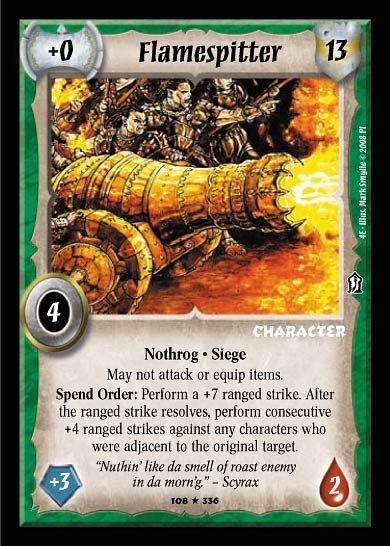 +0
Flamespitter
13
4E • Illus. Mark Smylie © 2008 PI
4
CHARACTER
Nothrog • Siege
May not attack or equip items.
Spend Order: Perform a +7 ranged strike. After
the ranged strike resolves, perform consecutive
+4 ranged strikes against any characters who
were adjacent to the original target.
“Nuthin’ like da smell of roast enemy
in da morn’g.” – Scyrax
+3
2
108 ★ 336